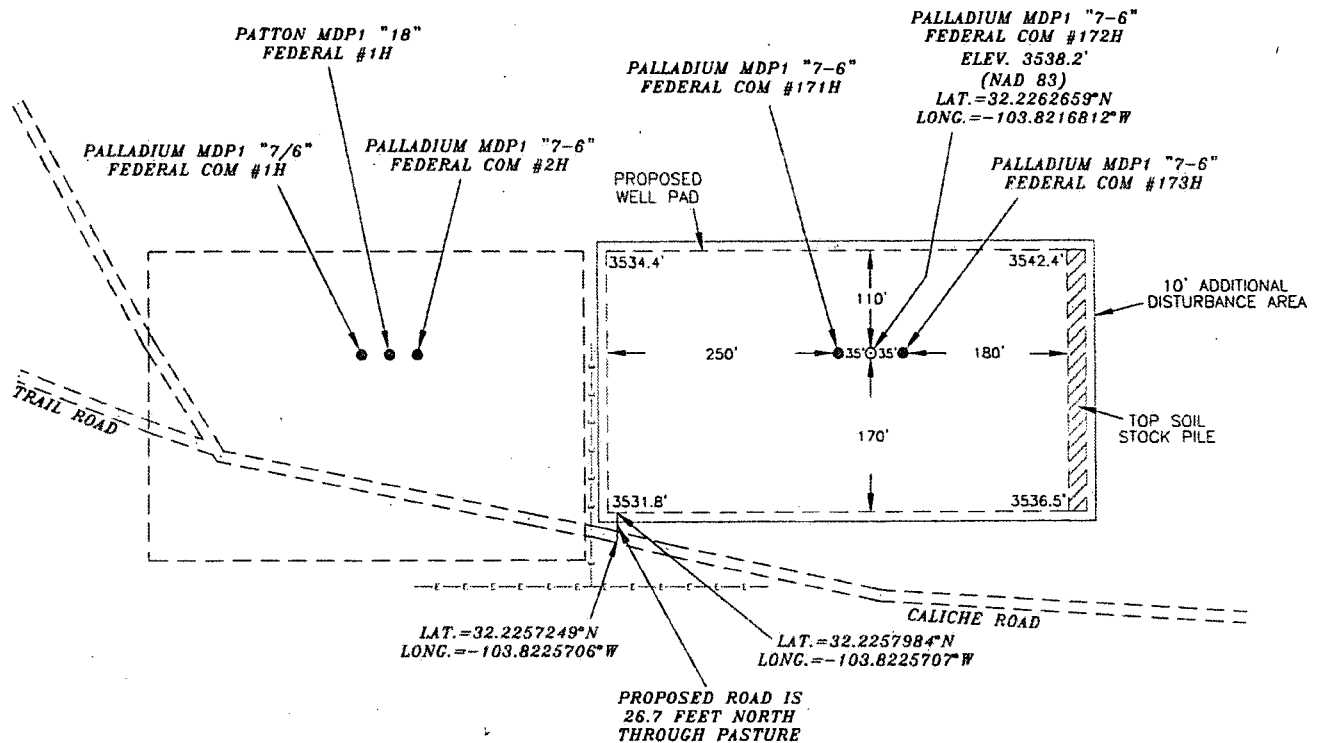 PATTON MDP1 "18"
FEDERAL #1H
PALLADIUM MDP1 "7-6"
FEDERAL COM #172H
ELEV. 3538.2'
(NAD 83)
LAT.=32.2262659°N
LONG.=-103.8216812°W
PALLADIUM MDP1 "7-6"
FEDERAL COM #171H
PALLADIUM MDP1 "7/6"
FEDERAL COM #1H
PALLADIUM MDP1 "7-6"
FEDERAL COM #2H
PALLADIUM MDP1 "7-6"
FEDERAL COM #173H
PROPOSED
WELL PAD
3534.4'
3542.4'
10' ADDITIONAL
DISTURBANCE AREA
110'
250'
35'
35'
180'
TRAIL ROAD
170'
TOP SOIL
STOCK PILE
3531.8'
3536.5'
CALICHE ROAD
LAT.=32.2257249°N
LONG.=-103.8225706°W
LAT.=32.2257984°N
LONG.=-103.8225707°W
PROPOSED ROAD IS
26.7 FEET NORTH
THROUGH PASTURE